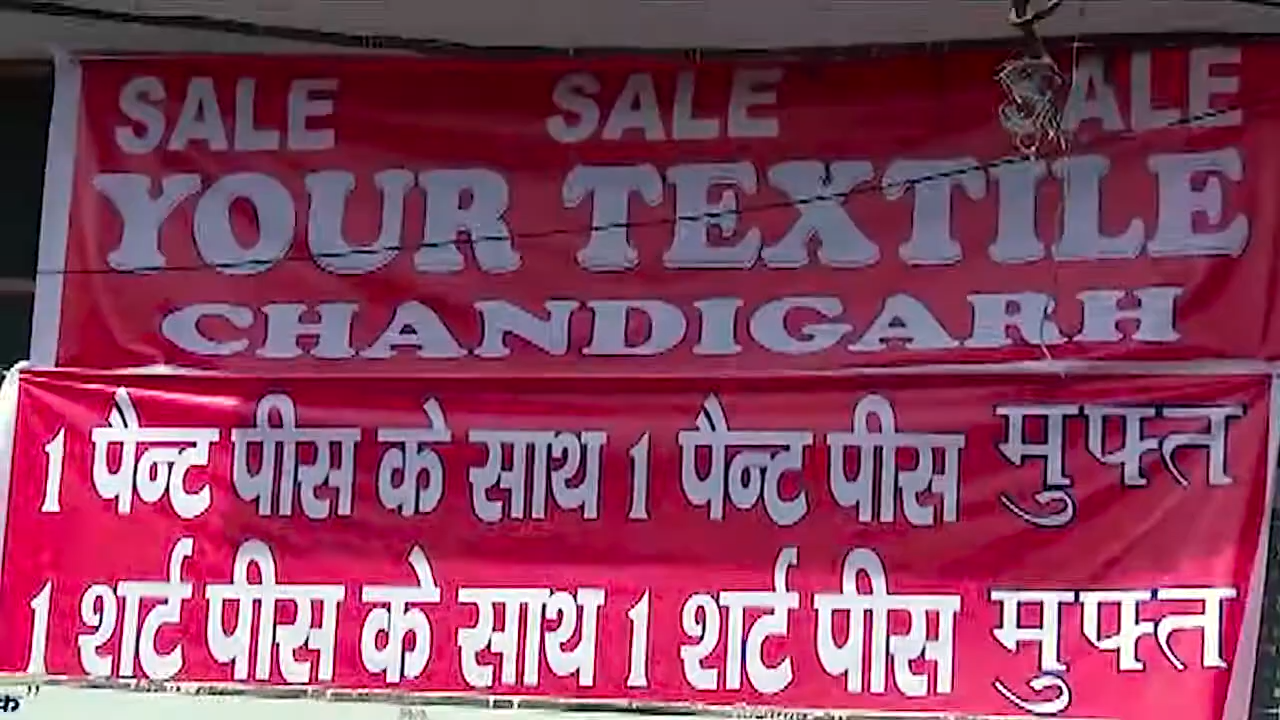 SALE SALE SALE
YOUR TEXTILE
CHANDIGARH
1 पैन्ट पीस के साथ 1 पैन्ट पीस मुफ्त
1 शर्ट पीस के साथ 1 शर्ट पीस मुफ्त